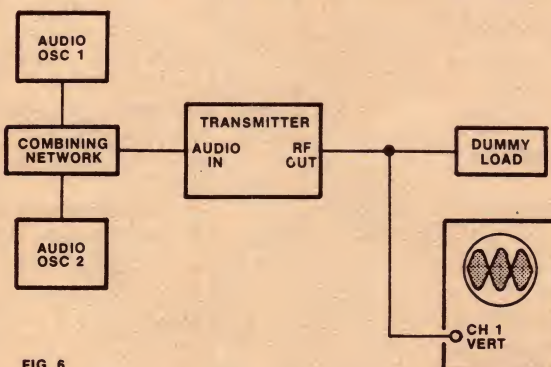 AUDIO
OSC 1
COMBINING
NETWORK
AUDIO
OSC 2
TRANSMITTER
AUDIO
IN
RF
OUT
DUMMY
LOAD
CH 1
VERT
FIG. 6